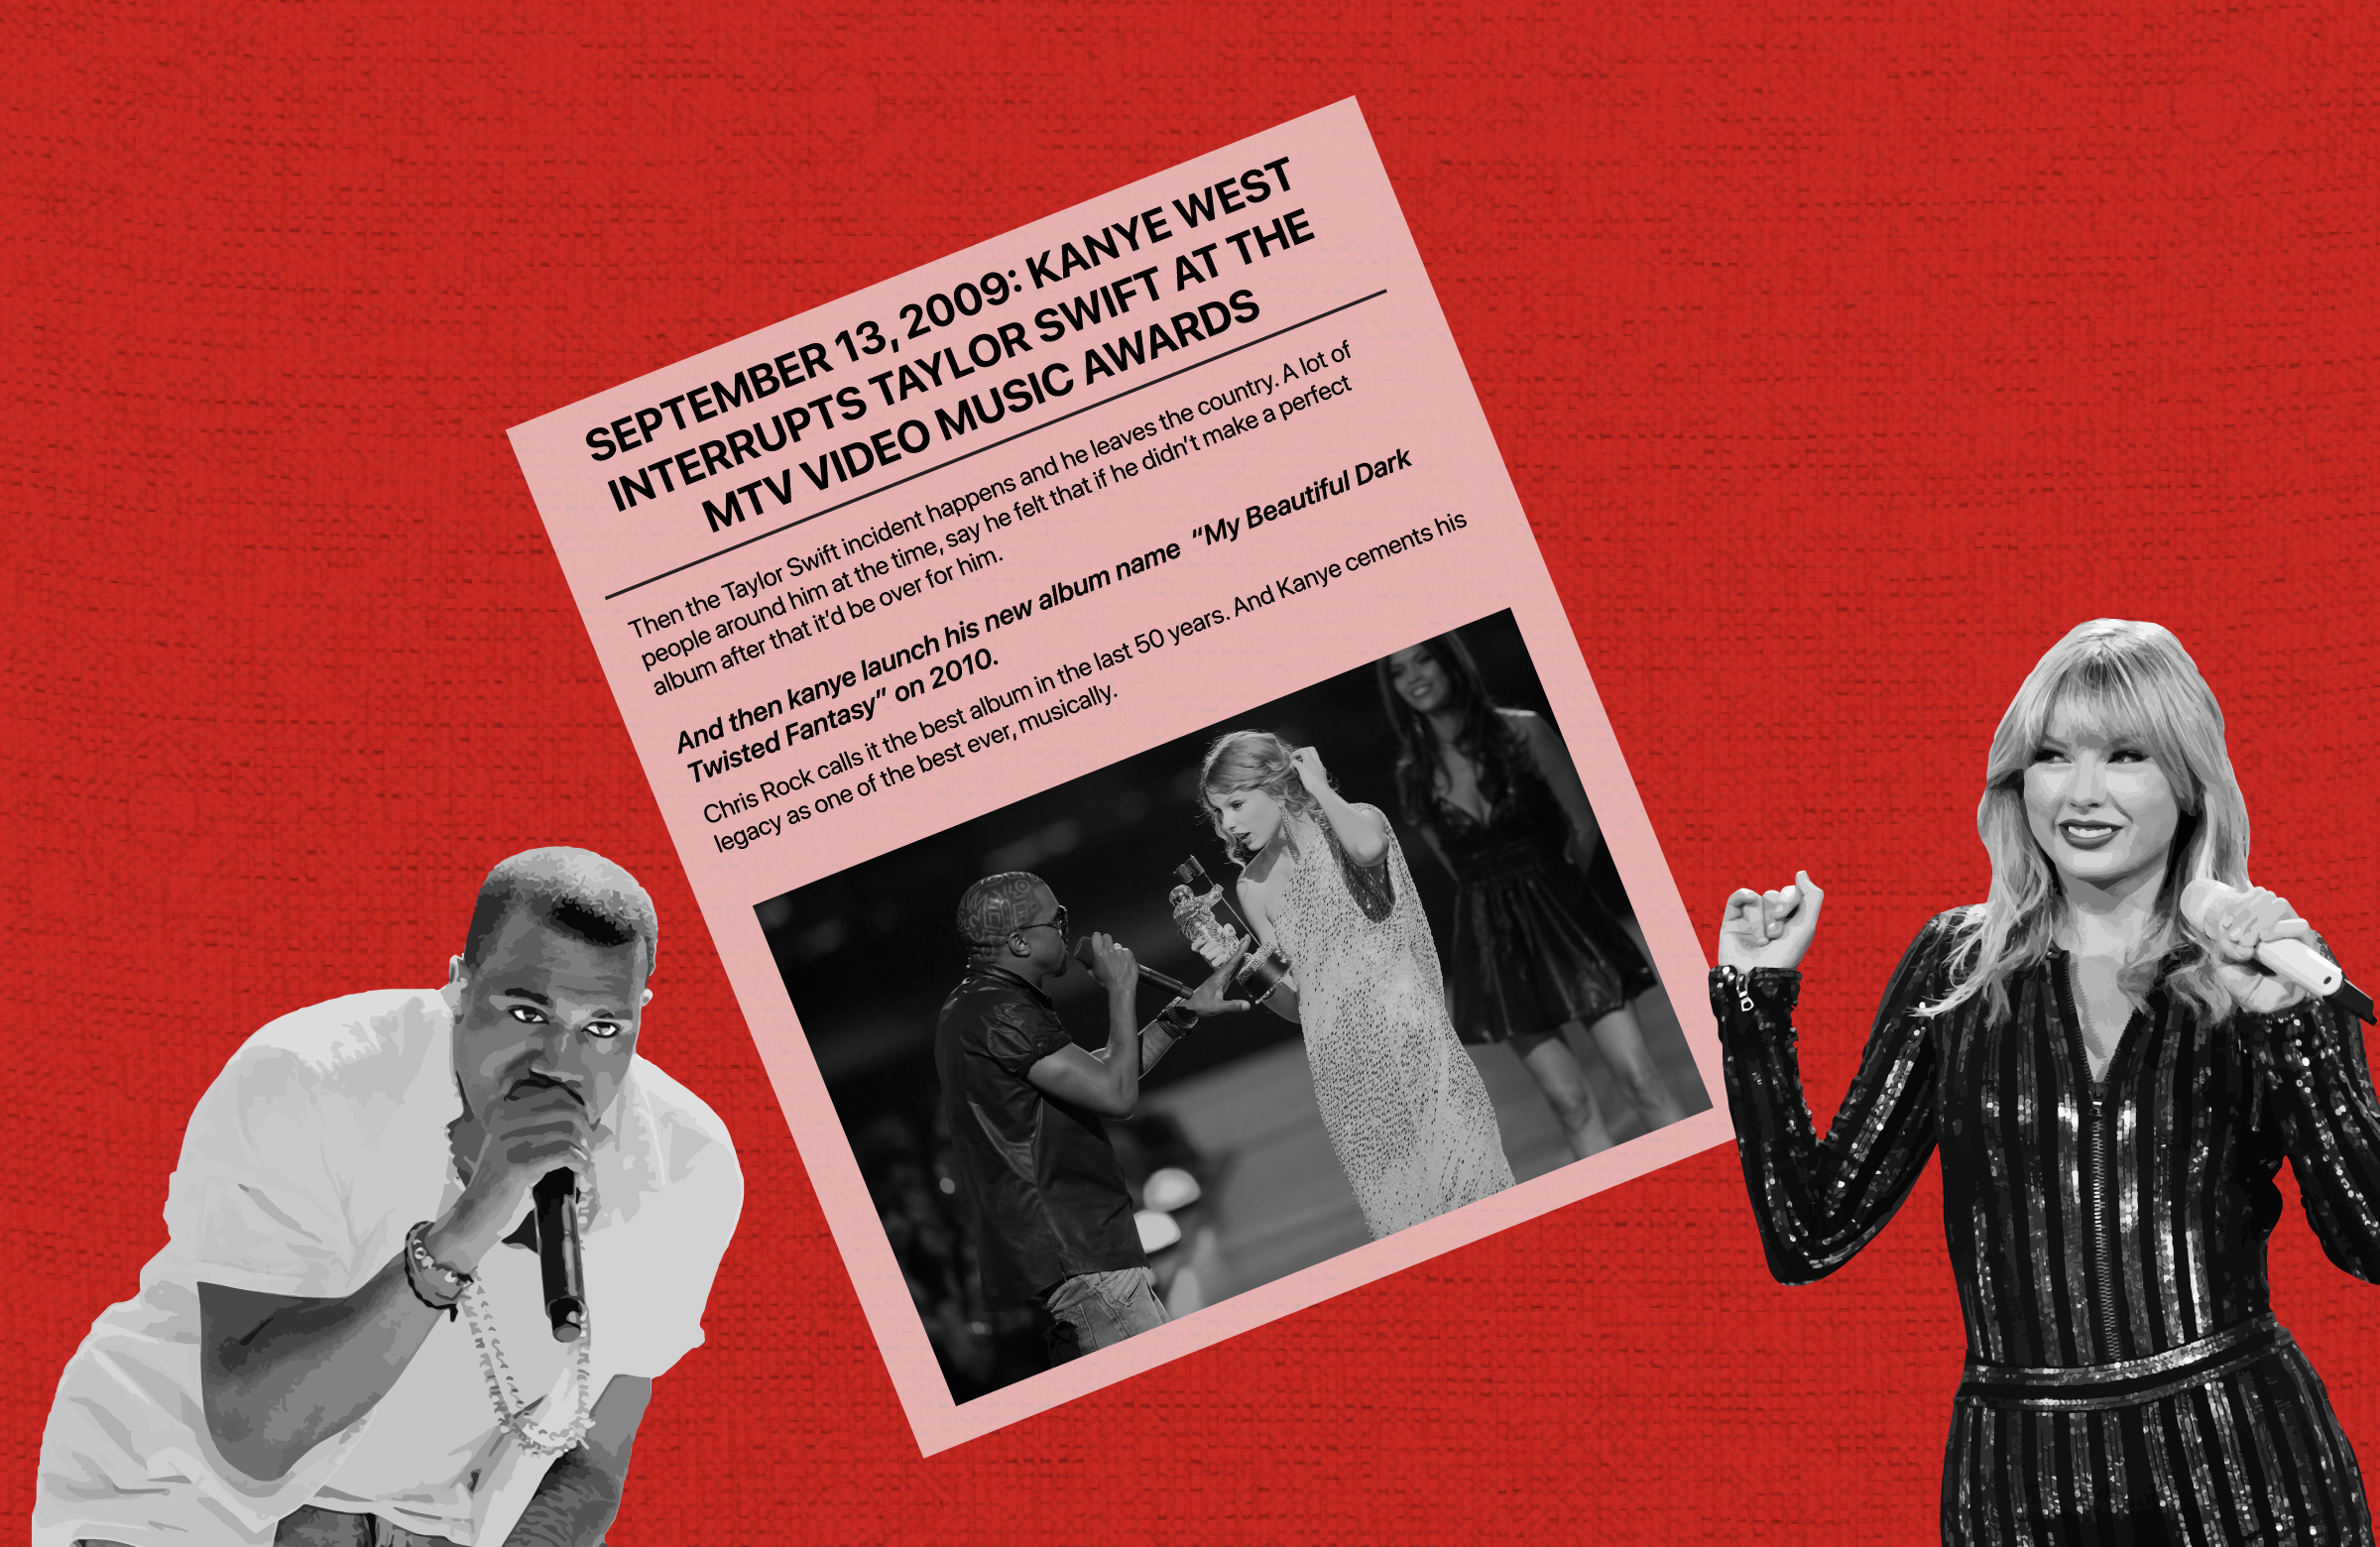 SEPTEMBER 13, 2009: KANYE WEST
INTERRUPTS TAYLOR SWIFT AT THE
MTV VIDEO MUSIC AWARDS
Then the Taylor Swift incident happens and he leaves the country. A lot of
people around him at the time, say he felt that if he didn't make a perfect
album after that it'd be over for him.
And then kanye launch his new album name “My Beautiful Dark
Twisted Fantasy” on 2010.
Chris Rock calls it the best album in the last 50 years. And Kanye cements his
legacy as one of the best ever, musically.